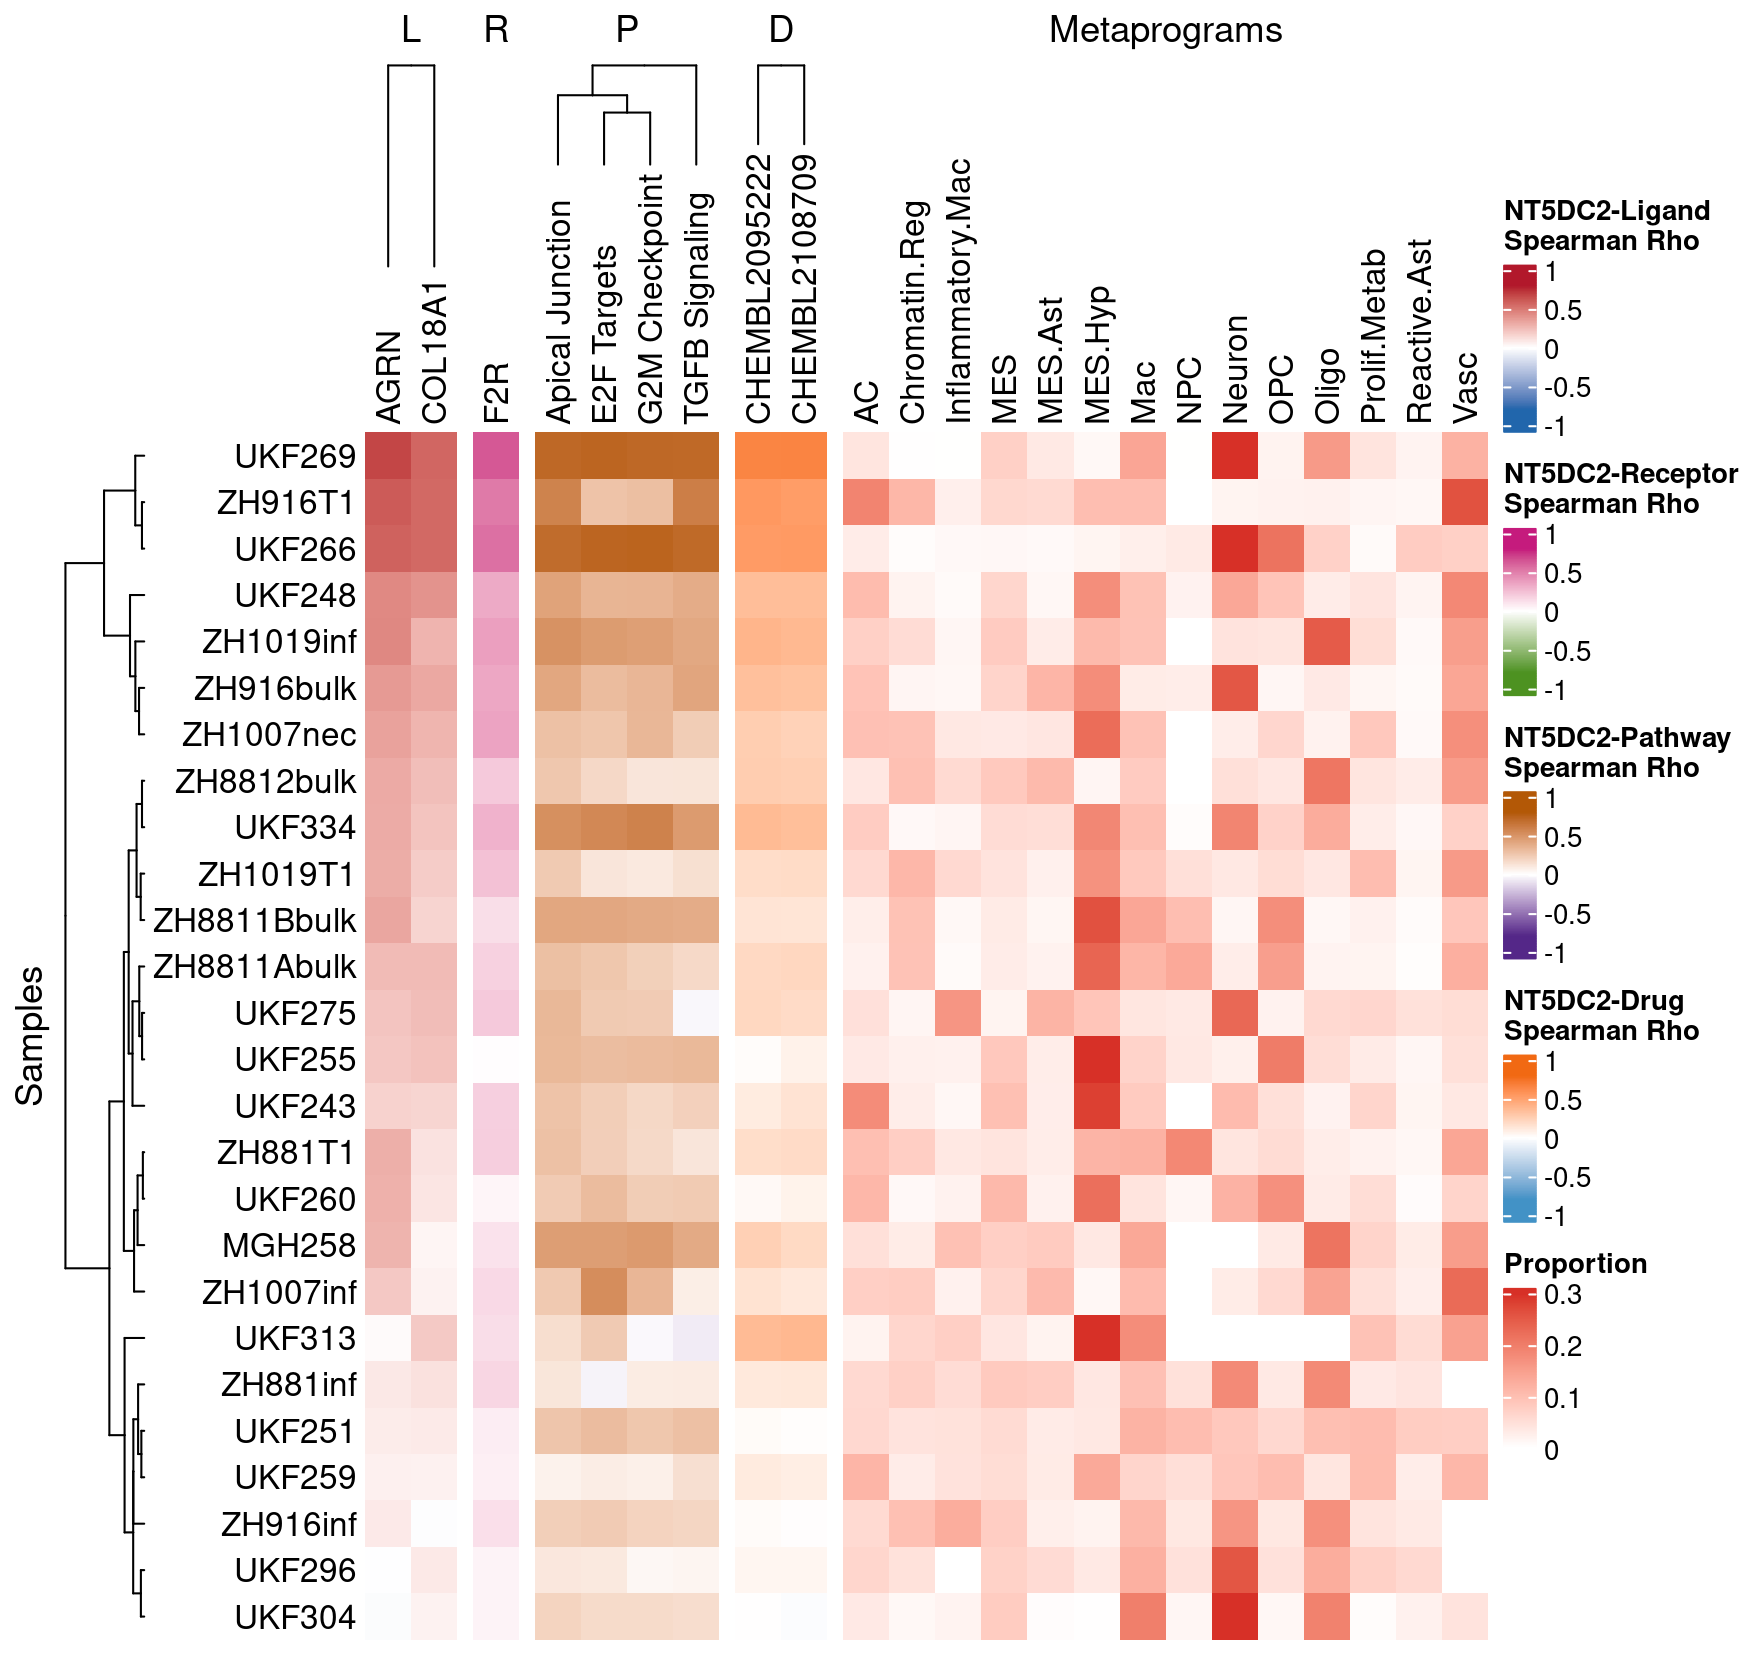 L R P D Metaprograms
AGRN
COL18A1
F2R
Apical Junction
E2F Targets
G2M Checkpoint
TGFB Signaling
CHEMBL2095222
CHEMBL2108709
AC
Chromatin.Reg
Inflammatory.Mac
MES
MES.Ast
MES.Hyp
Mac
NPC
Neuron
OPC
Oligo
Prolif.Metab
Reactive.Ast
Vasc
Samples
UKF269
ZH916T1
UKF266
UKF248
ZH1019inf
ZH916bulk
ZH1007nec
ZH8812bulk
UKF334
ZH1019T1
ZH8811Bbulk
ZH8811Abulk
UKF275
UKF255
UKF243
ZH881T1
UKF260
MGH258
ZH1007inf
UKF313
ZH881inf
UKF251
UKF259
ZH916inf
UKF296
UKF304
NT5DC2-Ligand
Spearman Rho
1
0.5
0
-0.5
-1
NT5DC2-Receptor
Spearman Rho
1
0.5
0
-0.5
-1
NT5DC2-Pathway
Spearman Rho
1
0.5
0
-0.5
-1
NT5DC2-Drug
Spearman Rho
1
0.5
0
-0.5
-1
Proportion
0.3
0.2
0.1
0